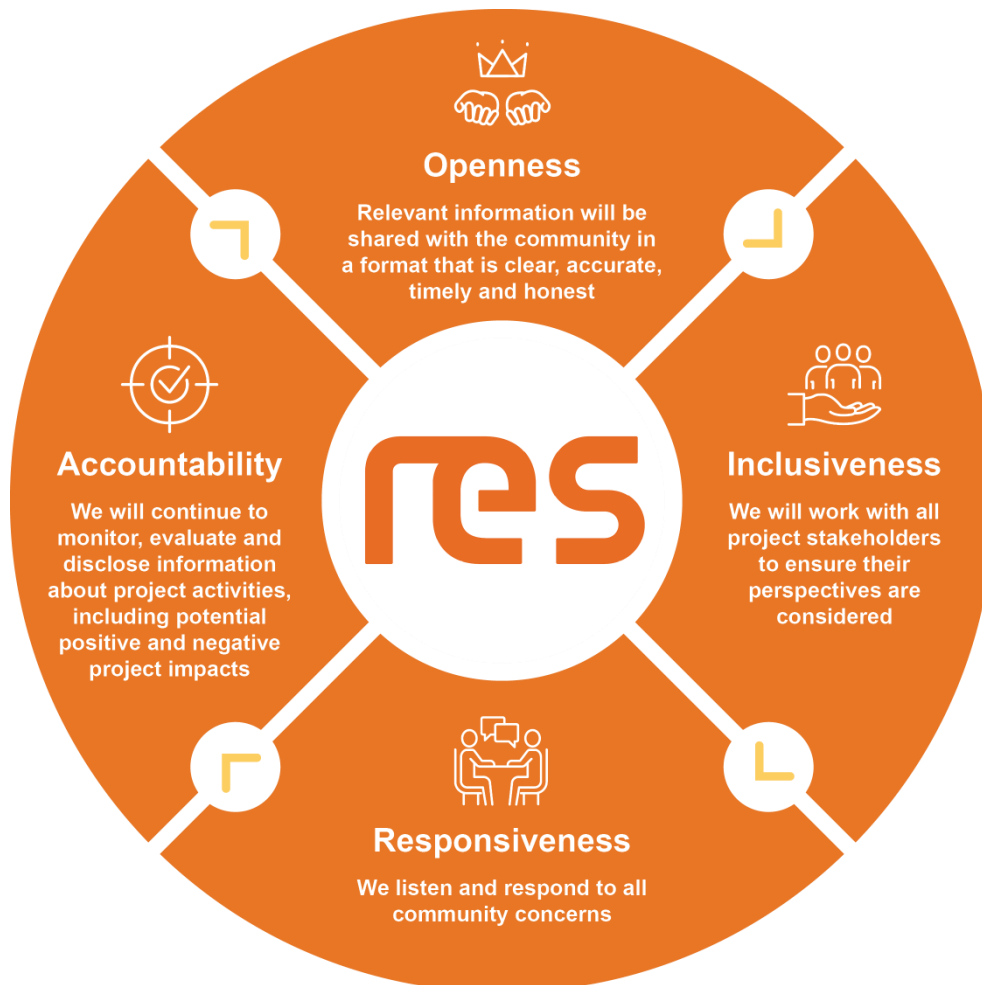 Openness
Relevant information will be
shared with the community in
a format that is clear, accurate,
timely and honest
Accountability
We will continue to
monitor, evaluate and
disclose information
about project activities,
including potential
positive and negative
project impacts
res
Inclusiveness
We will work with all
project stakeholders
to ensure their
perspectives are
considered
Responsiveness
We listen and respond to all
community concerns